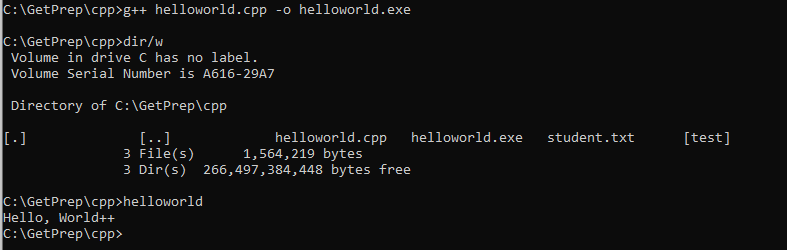 C:\GetPrep\cpp>g++ helloworld.cpp -o helloworld.exe
C:\GetPrep\cpp>dir/w
Volume in drive C has no label.
Volume Serial Number is A616-29A7
Directory of C:\GetPrep\cpp
[.] [..] helloworld.cpp helloworld.exe student.txt [test]
3 File(s) 1,564,219 bytes
3 Dir(s) 266,497,384,448 bytes free
C:\GetPrep\cpp>helloworld
Hello, World++
C:\GetPrep\cpp>